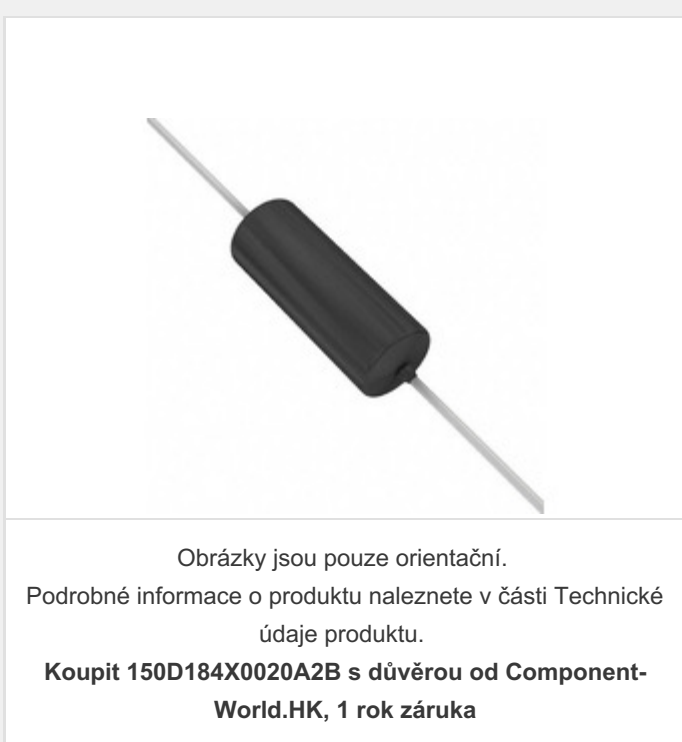 Obrázky jsou pouze orientační.
Podrobné informace o produktu naleznete v části Technické
údaje produktu.
Koupit 150D184X0020A2B s důvěrou od Component-
World.HK, 1 rok záruka